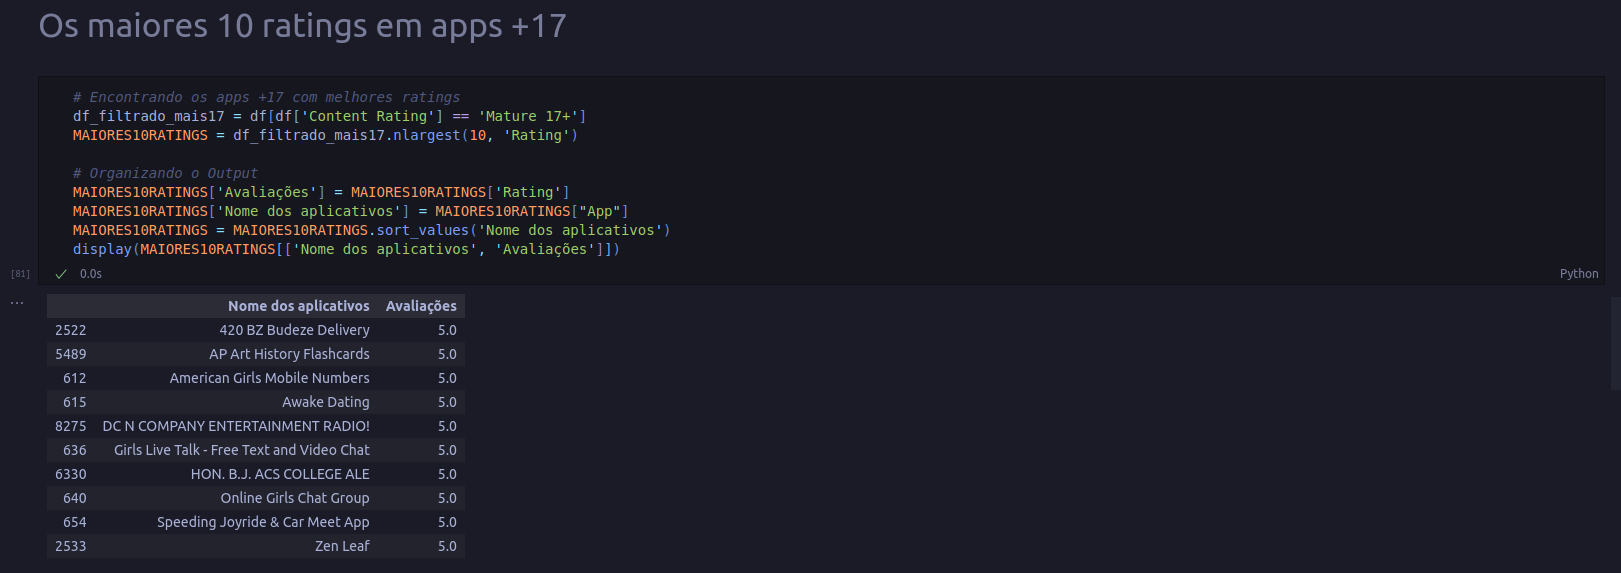 Os maiores 10 ratings em apps +17
# Encontrando os apps +17 com melhores ratings
df_filtrado_mais17 = df[df['Content Rating'] == 'Mature 17+']
MAIORES10RATINGS = df_filtrado_mais17.nlargest(10, 'Rating')
# Organizando o Output
MAIORES10RATINGS['Avaliações'] = MAIORES10RATINGS['Rating']
MAIORES10RATINGS['Nome dos aplicativos'] = MAIORES10RATINGS["App"]
MAIORES10RATINGS = MAIORES10RATINGS.sort_values('Nome dos aplicativos')
display(MAIORES10RATINGS[['Nome dos aplicativos', 'Avaliações']])
[81] ✓ 0.0s Python
...
Nome dos aplicativos Avaliações
2522 420 BZ Budeze Delivery 5.0
5489 AP Art History Flashcards 5.0
612 American Girls Mobile Numbers 5.0
615 Awake Dating 5.0
8275 DC N COMPANY ENTERTAINMENT RADIO! 5.0
636 Girls Live Talk - Free Text and Video Chat 5.0
6330 HON. B.J. ACS COLLEGE ALE 5.0
640 Online Girls Chat Group 5.0
654 Speeding Joyride & Car Meet App 5.0
2533 Zen Leaf 5.0